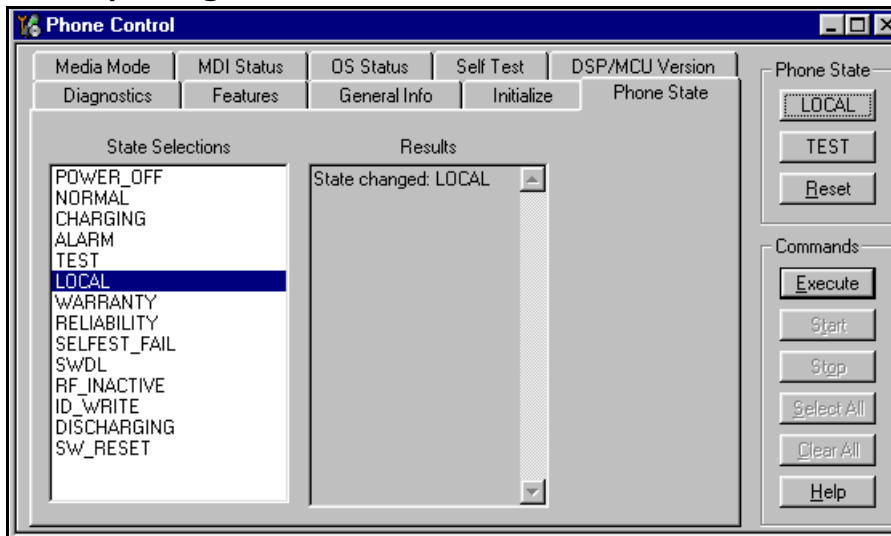 Phone Control
Media Mode MDI Status OS Status Self Test DSP/MCU Version
Diagnostics Features General Info Initialize Phone State
State Selections
POWER_OFF
NORMAL
CHARGING
ALARM
TEST
LOCAL
WARRANTY
RELIABILITY
SELFEST_FAIL
SWDL
RF_INACTIVE
ID_WRITE
DISCHARGING
SW_RESET
Results
State changed: LOCAL
Phone State
LOCAL
TEST
Reset
Commands
Execute
Start
Stop
Select All
Clear All
Help